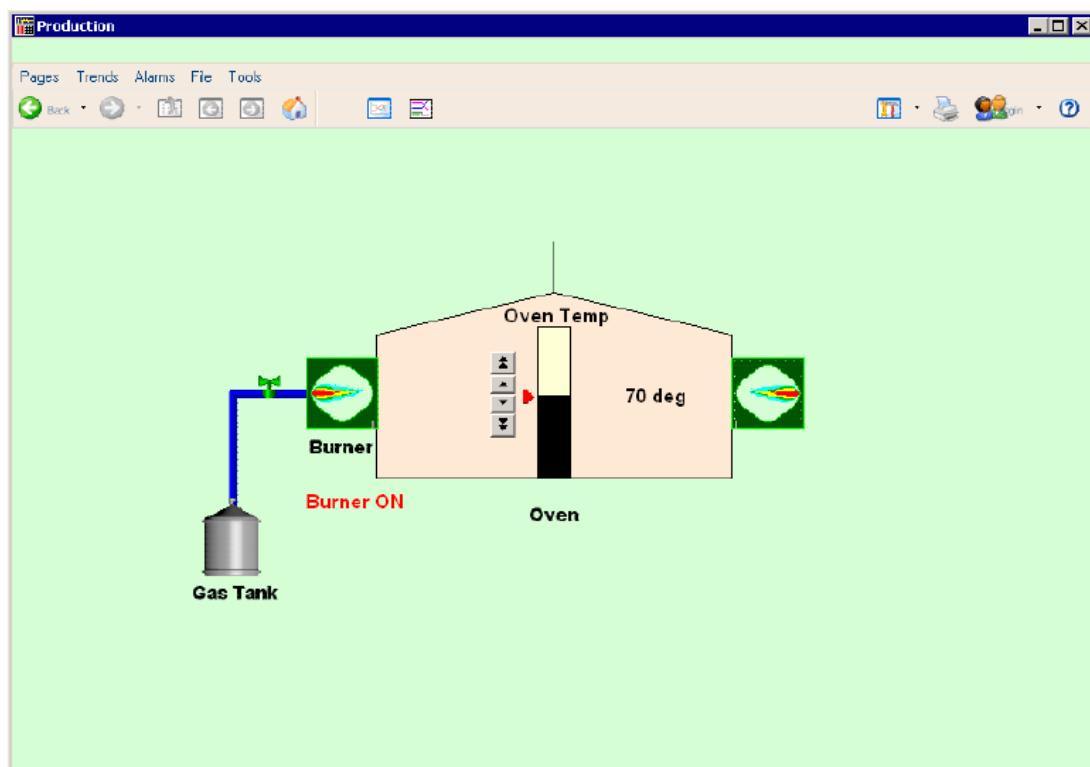 Production
Pages Trends Alarms File Tools
Back
Oven Temp
70 deg
Burner
Burner ON
Oven
Gas Tank